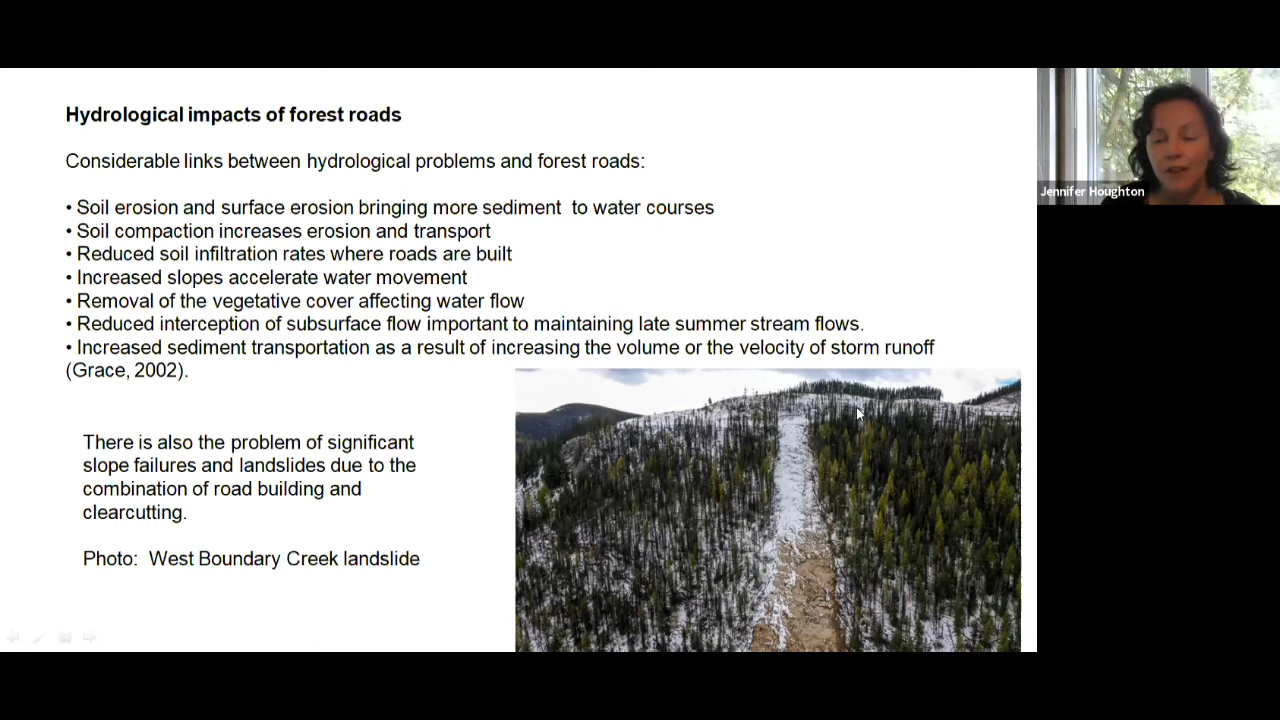 Hydrological impacts of forest roads
Considerable links between hydrological problems and forest roads:
• Soil erosion and surface erosion bringing more sediment  to water courses
• Soil compaction increases erosion and transport
• Reduced soil infiltration rates where roads are built
• Increased slopes accelerate water movement
• Removal of the vegetative cover affecting water flow
• Reduced interception of subsurface flow important to maintaining late summer stream flows.
• Increased sediment transportation as a result of increasing the volume or the velocity of storm runoff
(Grace, 2002).
There is also the problem of significant
slope failures and landslides due to the
combination of road building and
clearcutting.
Photo:  West Boundary Creek landslide
Jennifer Houghton